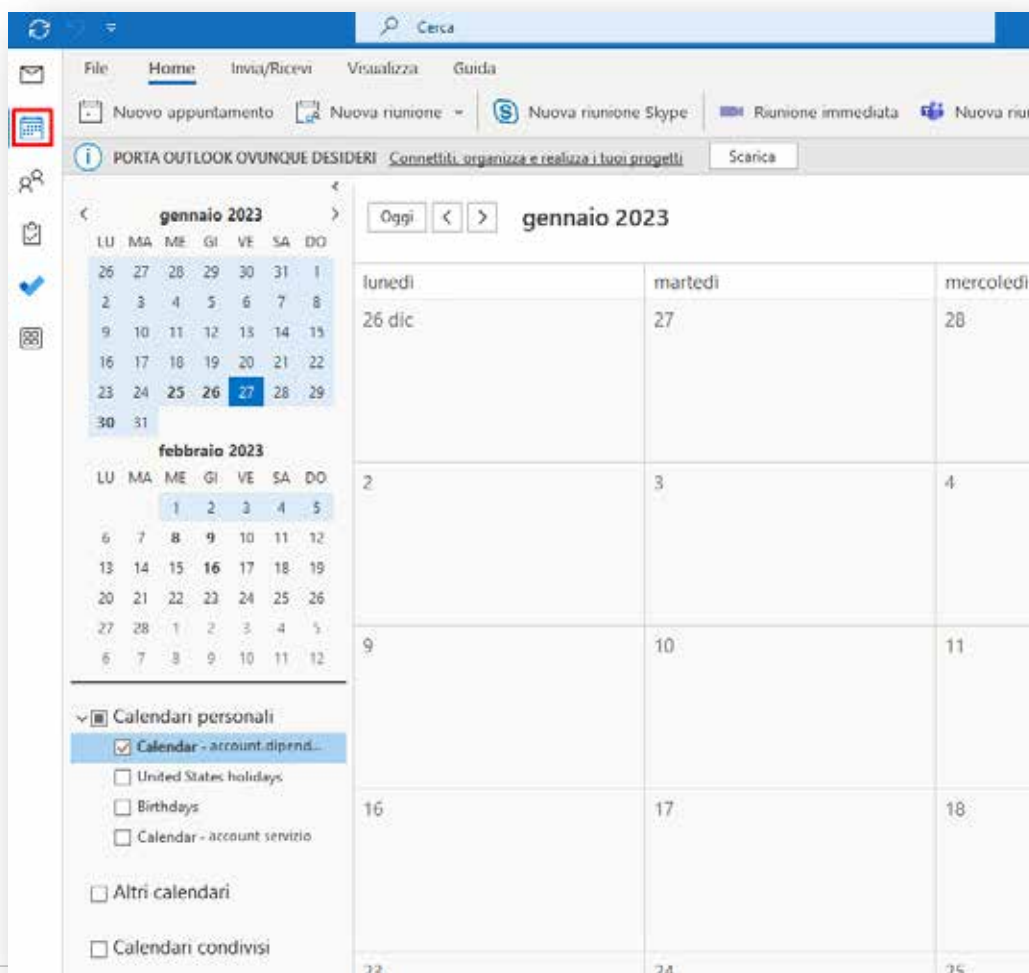 Cerca
File Home Invia/Ricevi Visualizza Guida
Nuovo appuntamento Nuova riunione Nuova riunione Skype Riunione immediata Nuova riun
PORTA OUTLOOK OVUNQUE DESIDERI Connettiti, organizza e realizza i tuoi progetti Scarica
gennaio 2023
LU MA ME GI VE SA DO
26 27 28 29 30 31 1
2 3 4 5 6 7 8
9 10 11 12 13 14 15
16 17 18 19 20 21 22
23 24 25 26 27 28 29
30 31
febbraio 2023
LU MA ME GI VE SA DO
1 2 3 4 5
6 7 8 9 10 11 12
13 14 15 16 17 18 19
20 21 22 23 24 25 26
27 28 1 2 3 4 5
6 7 8 9 10 11 12
Calendari personali
Calendar - account.dipend...
United States holidays
Birthdays
Calendar - account servizio
Altri calendari
Calendari condivisi
Oggi gennaio 2023
lunedì martedì mercoledì
26 dic 27 28
2 3 4
9 10 11
16 17 18
23 24 25